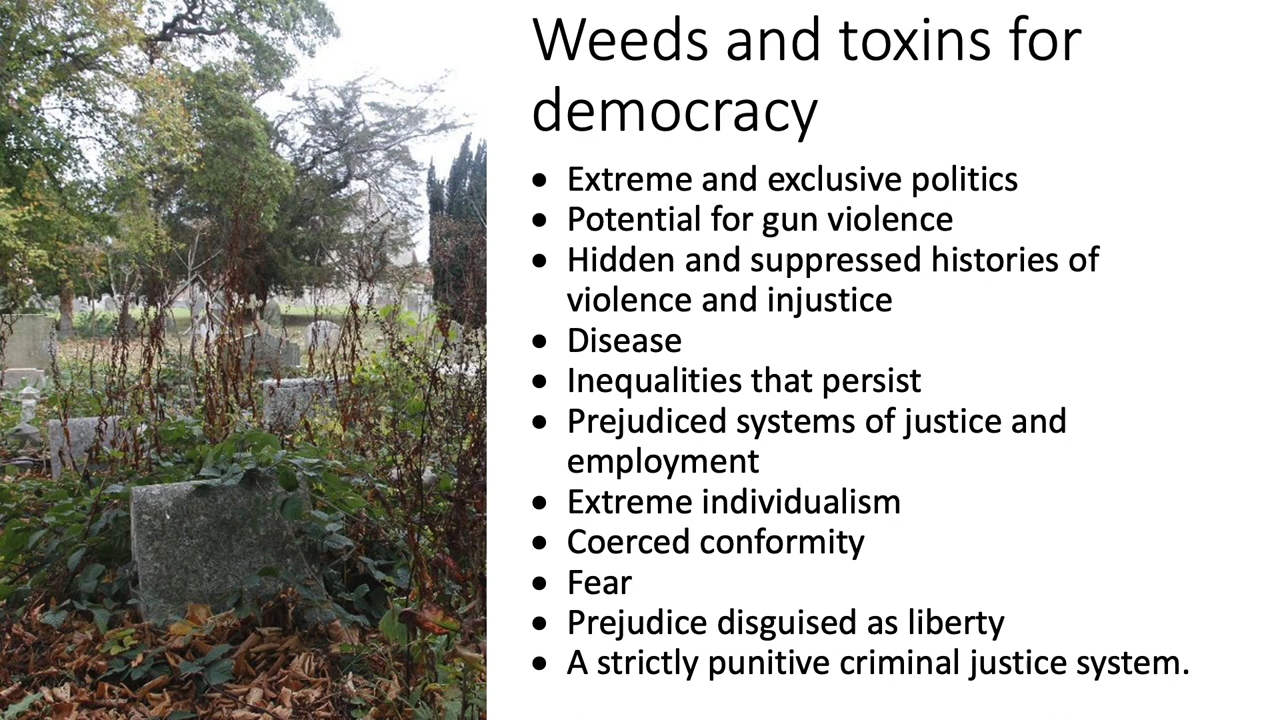 Weeds and toxins for
democracy
• Extreme and exclusive politics
• Potential for gun violence
• Hidden and suppressed histories of
violence and injustice
• Disease
• Inequalities that persist
• Prejudiced systems of justice and
employment
• Extreme individualism
• Coerced conformity
• Fear
• Prejudice disguised as liberty
• A strictly punitive criminal justice system.